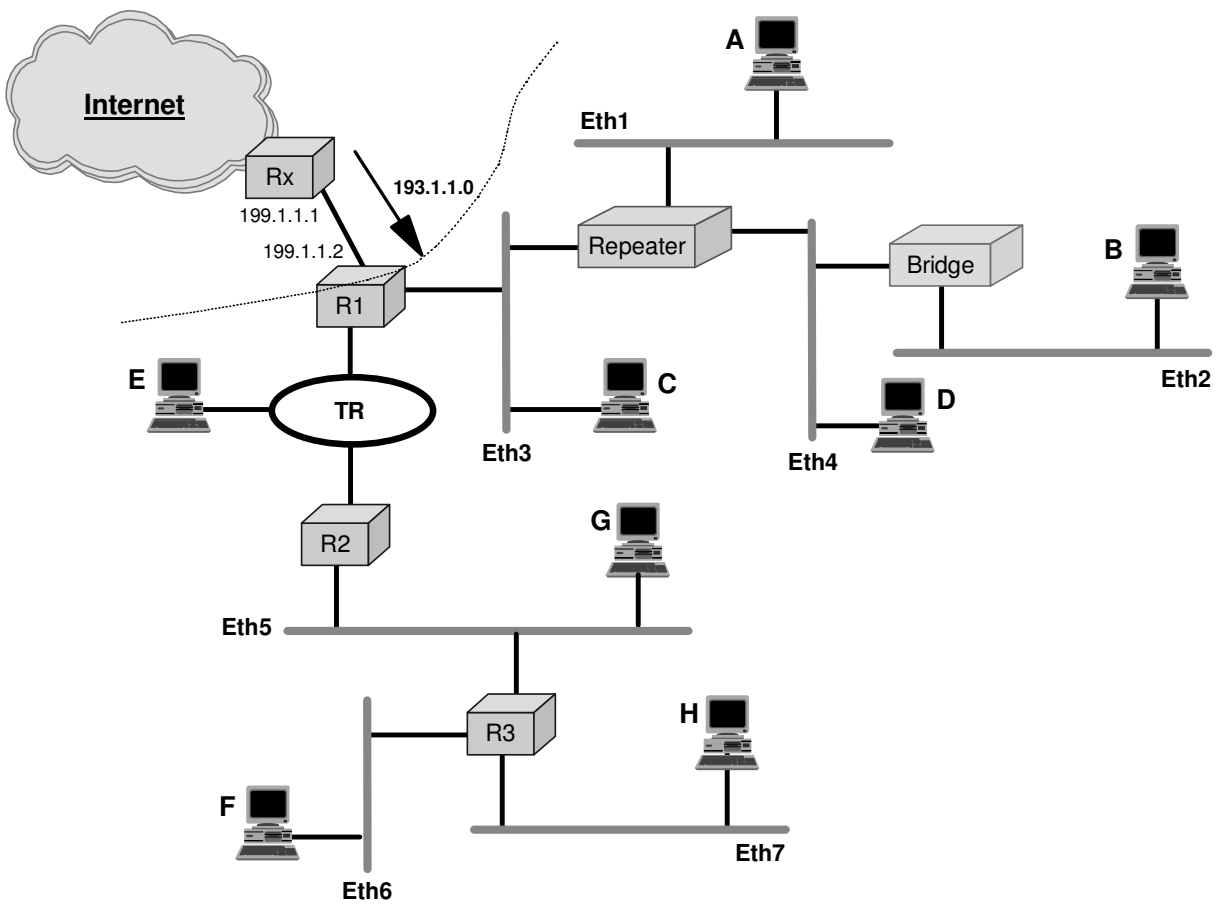 A
Eth1
Internet
Rx
193.1.1.0
199.1.1.1
Repeater
B
199.1.1.2
Bridge
R1
E
C
Eth2
TR
D
Eth3
Eth4
G
R2
Eth5
H
R3
F
Eth7
Eth6